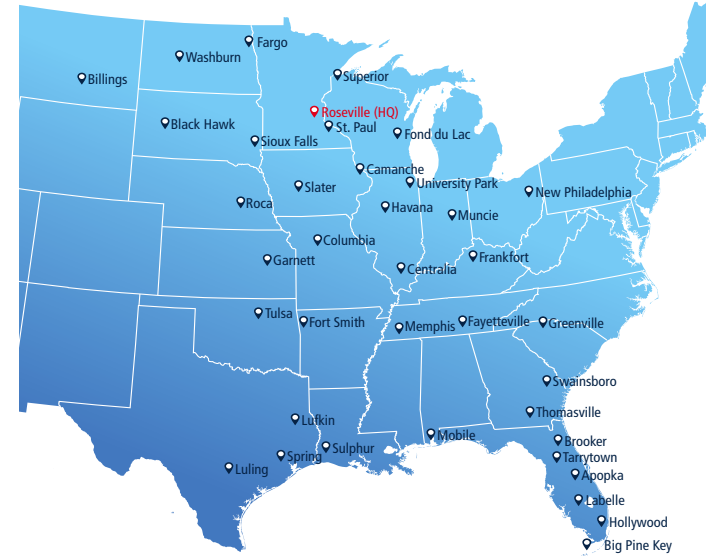 Fargo
Washburn
Billings
Superior
Roseville (HQ)
Black Hawk
St. Paul
Fond du Lac
Sioux Falls
Camanche
Slater
University Park
New Philadelphia
Roca
Havana
Muncie
Columbia
Garnett
Centralia
Frankfort
Tulsa
Fort Smith
Memphis
Fayetteville
Greenville
Swainsboro
Thomasville
Lufkin
Mobile
Brooker
Sulphur
Spring
Tarrytown
Luling
Apopka
Labelle
Hollywood
Big Pine Key